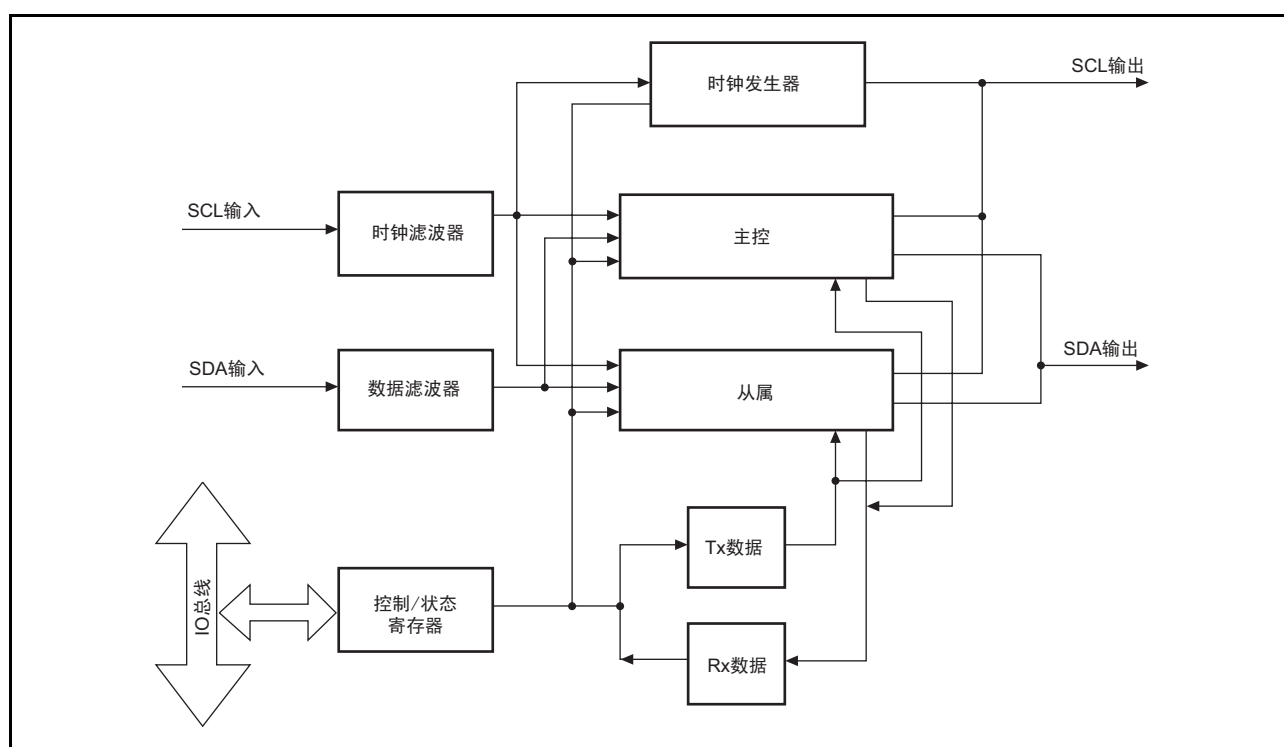 时钟发生器
SCL输出
SCL输入
时钟滤波器
主控
SDA输入
数据滤波器
从属
SDA输出
IO总线
控制/状态
寄存器
Tx数据
Rx数据